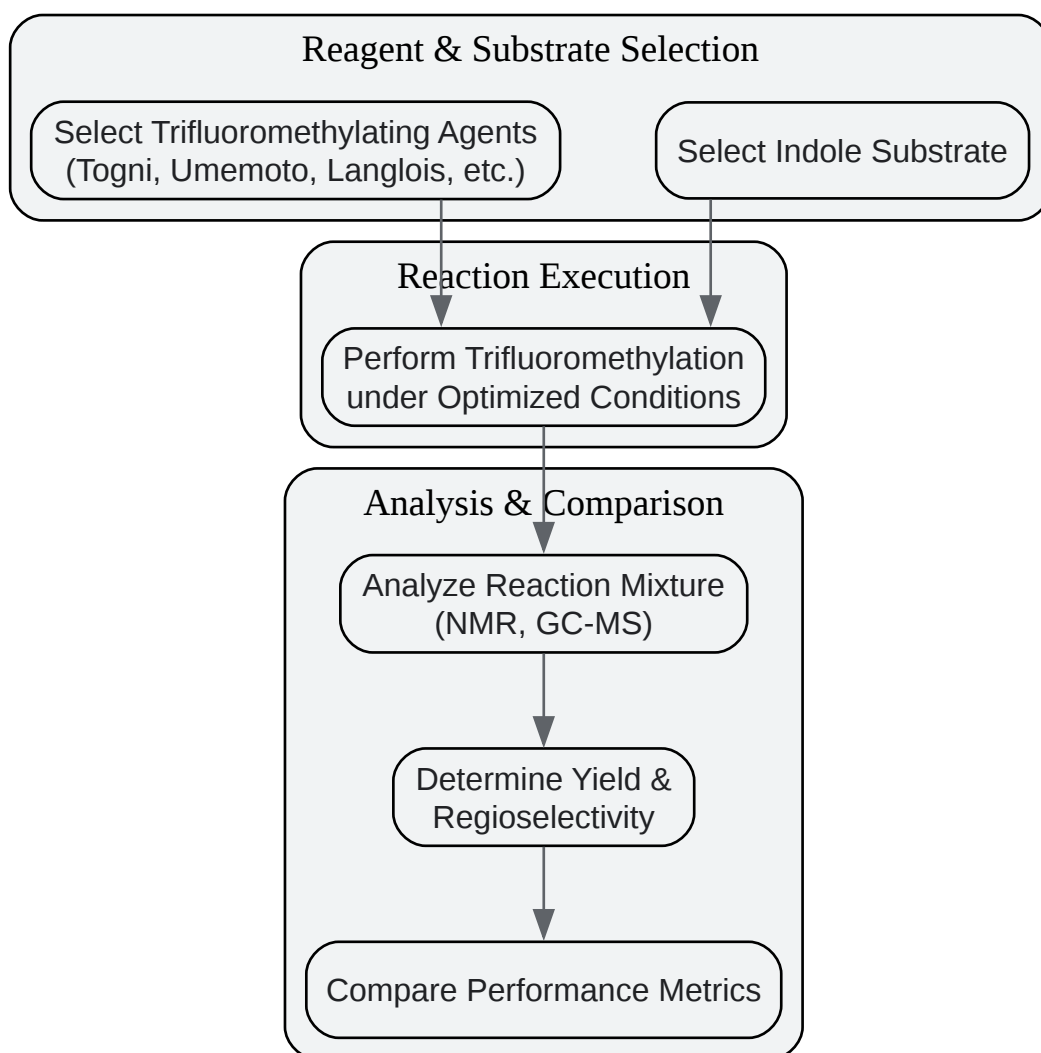 Reagent & Substrate Selection
Select Trifluoromethylating Agents
(Togni, Umemoto, Langlois, etc.)
Select Indole Substrate
Reaction Execution
Perform Trifluoromethylation
under Optimized Conditions
Analysis & Comparison
Analyze Reaction Mixture
(NMR, GC-MS)
Determine Yield &
Regioselectivity
Compare Performance Metrics